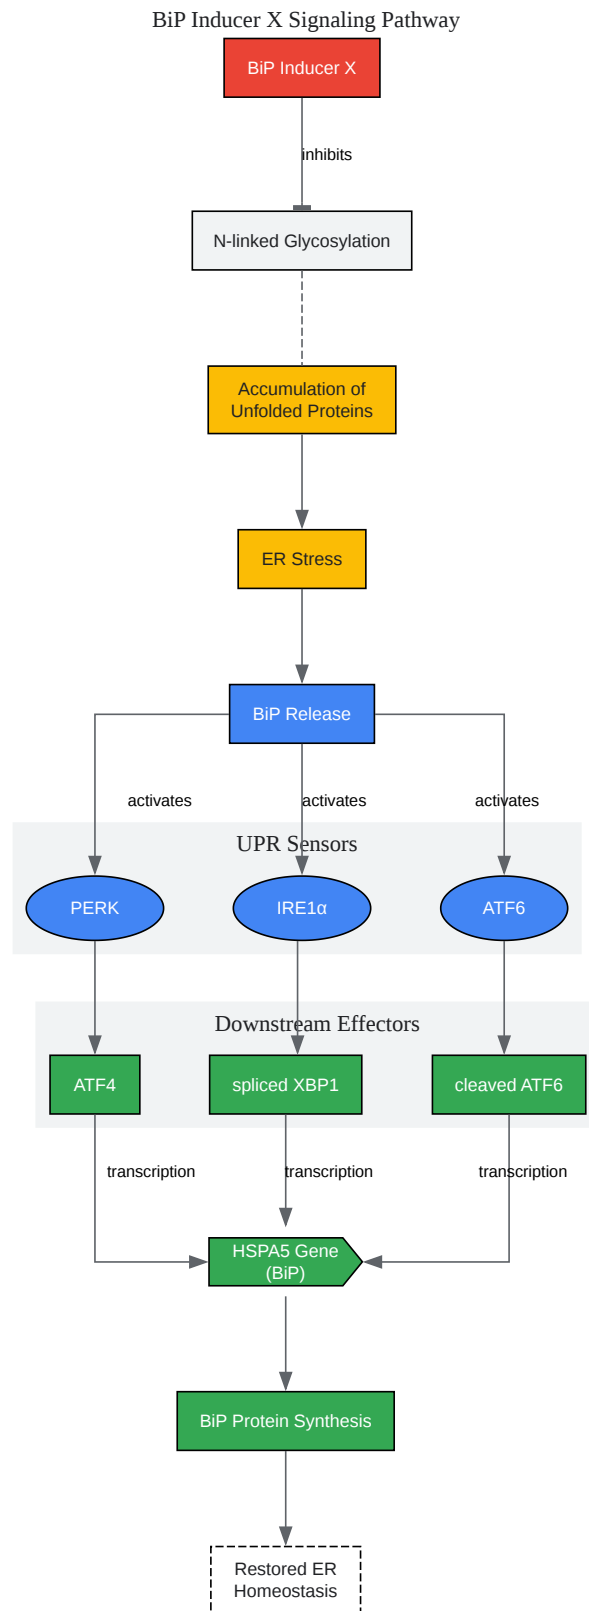 BiP Inducer X Signaling Pathway
BiP Inducer X
inhibits
N-linked Glycosylation
Accumulation of
Unfolded Proteins
ER Stress
BiP Release
activates
activates
activates
UPR Sensors
PERK
IRE1α
ATF6
Downstream Effectors
ATF4
spliced XBP1
cleaved ATF6
transcription
transcription
transcription
HSPA5 Gene
(BiP)
BiP Protein Synthesis
Restored ER
Homeostasis